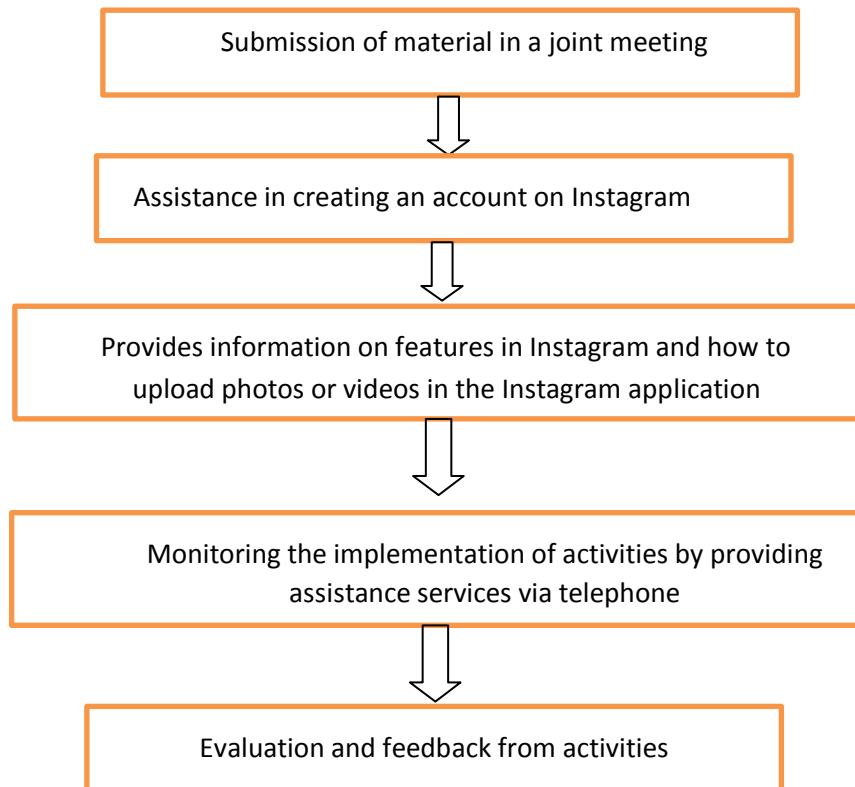 Submission of material in a joint meeting
Assistance in creating an account on Instagram
Provides information on features in Instagram and how to
upload photos or videos in the Instagram application
Monitoring the implementation of activities by providing
assistance services via telephone
Evaluation and feedback from activities